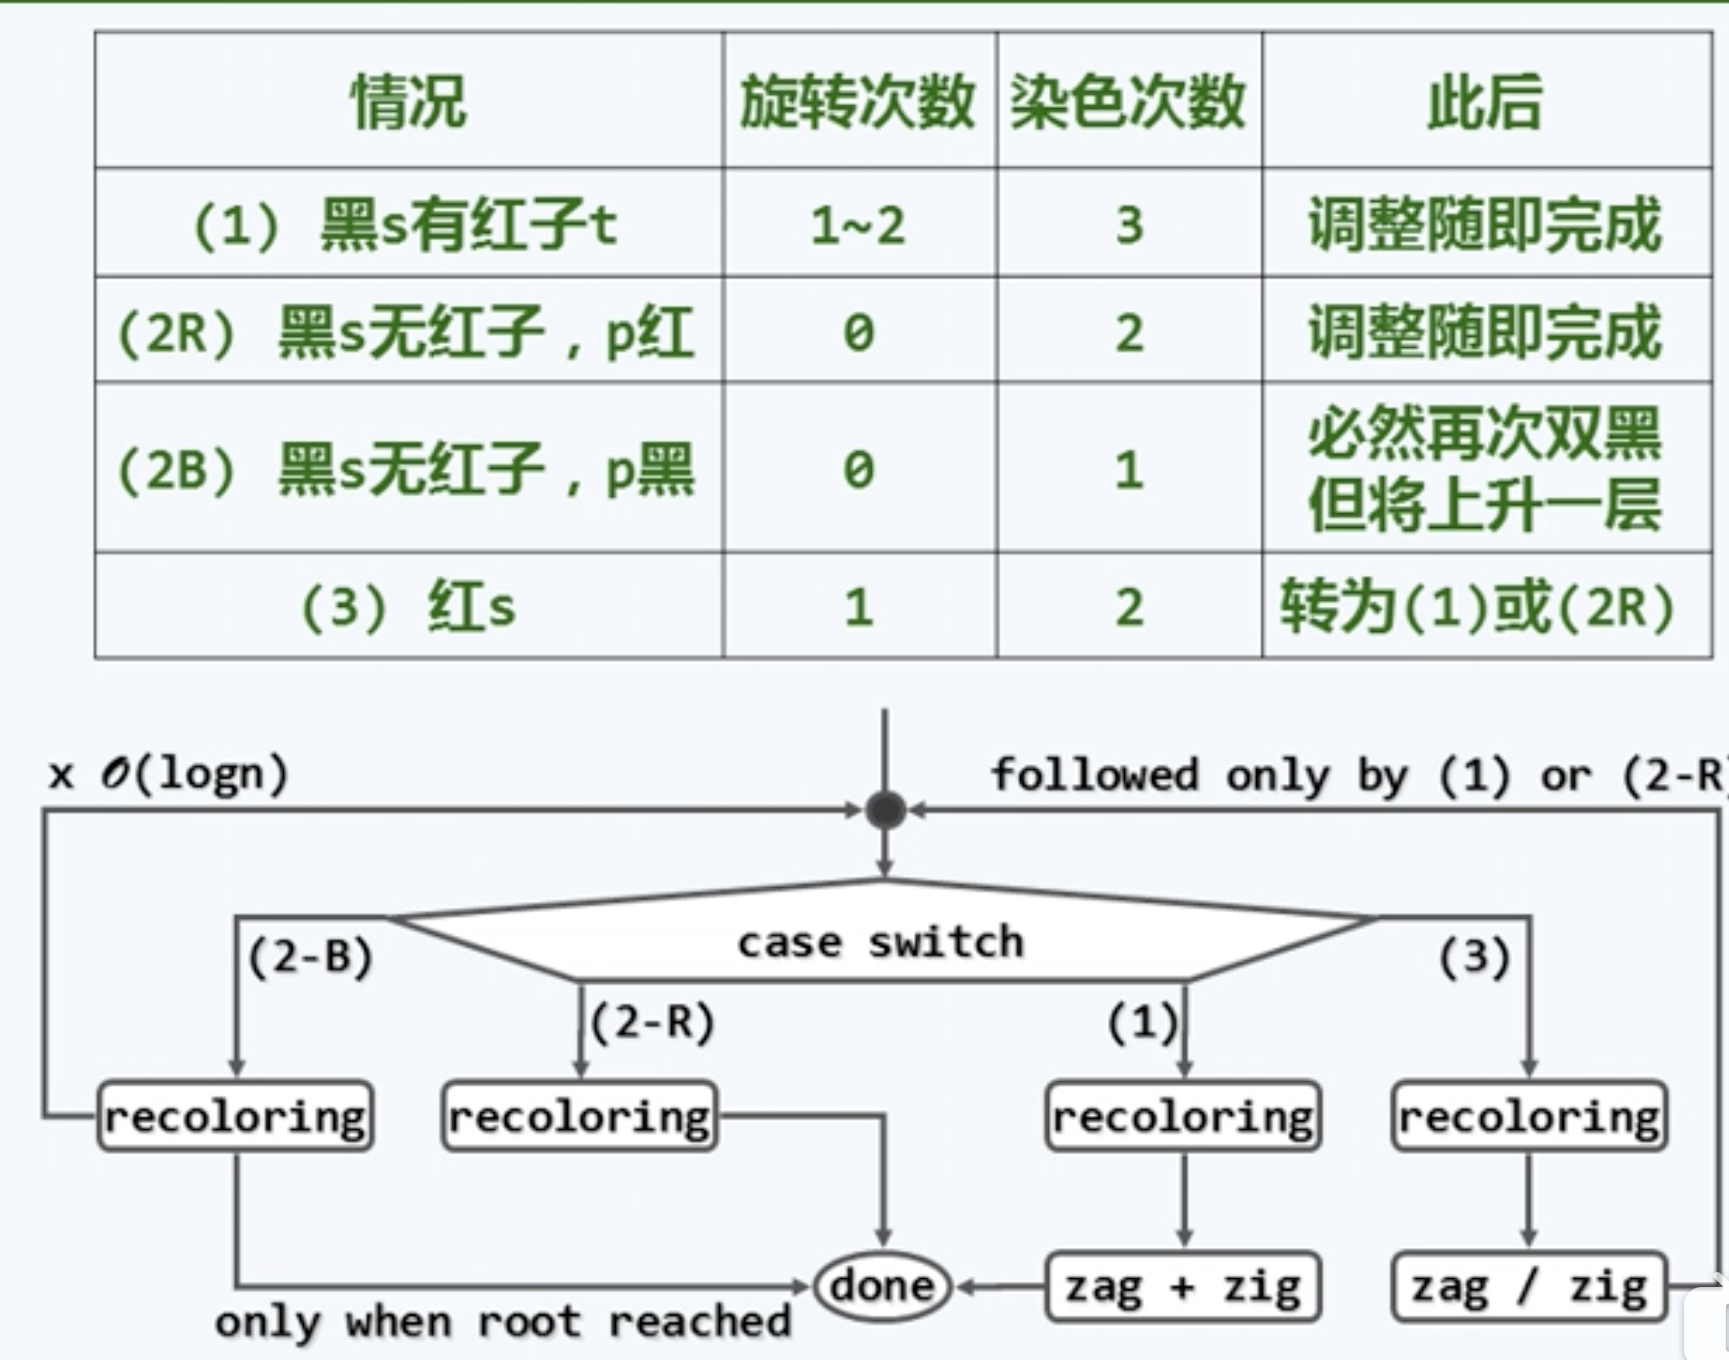 情况 旋转次数 染色次数 此后
(1) 黑s有红子t 1~2 3 调整随即完成
(2R) 黑s无红子，p红 0 2 调整随即完成
(2B) 黑s无红子，p黑 0 1 必然再次双黑
但将上升一层
(3) 红s 1 2 转为(1)或(2R)
x O(logn)
followed only by (1) or (2-R
case switch
(2-B)
(3)
(2-R)
(1)
recoloring
recoloring
recoloring
recoloring
done
zag + zig
zag / zig
only when root reached